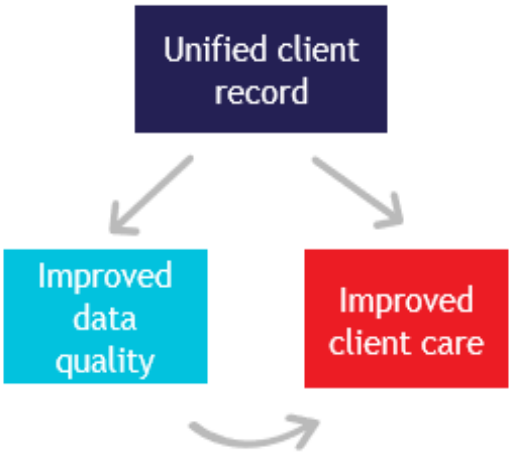 Unified client
record
Improved
data
quality
Improved
client care